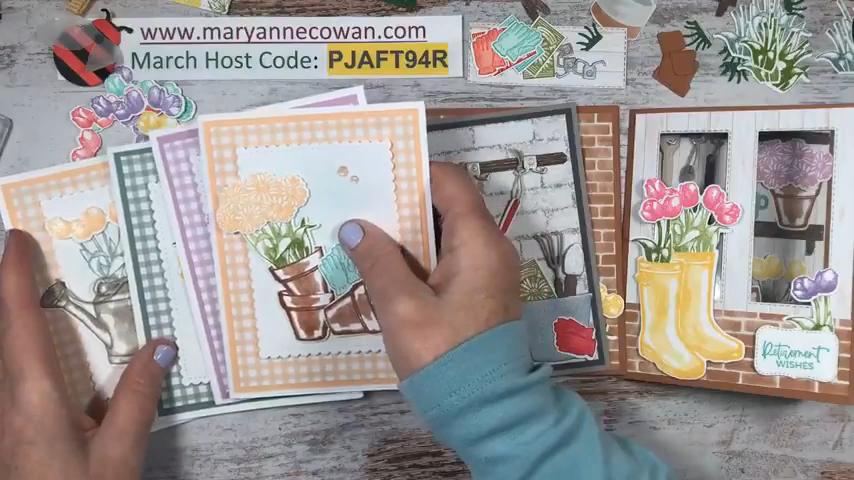 www.maryannecowan.com
March Host Code: PJAFT94R
Retirement
WISHES